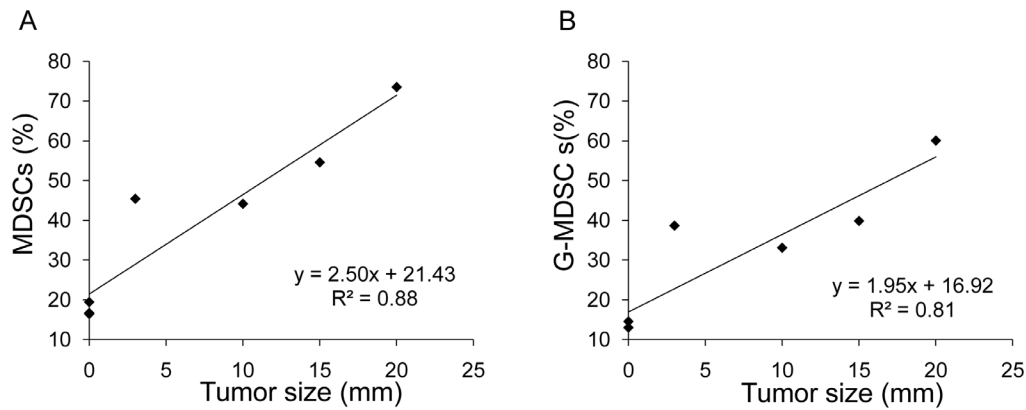 A
MDSCs (%)
80
70
60
50
40
30
20
10
0 5 10 15 20 25
Tumor size (mm)
y = 2.50x + 21.43
R² = 0.88
B
G-MDSC s(%)
80
70
60
50
40
30
20
10
0 5 10 15 20 25
Tumor size (mm)
y = 1.95x + 16.92
R² = 0.81